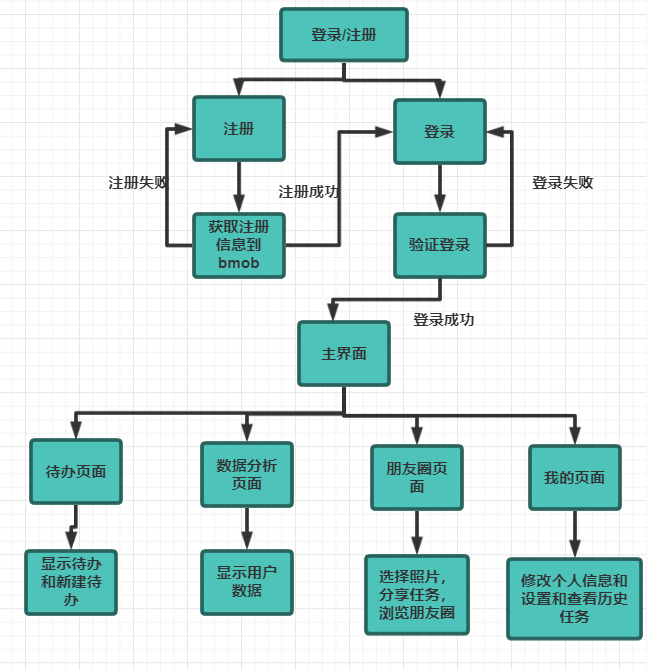 登录/注册
注册
登录
注册失败
注册成功
登录失败
获取注册
信息到
bmob
验证登录
登录成功
主界面
待办页面
数据分析
页面
朋友圈页
面
我的页面
显示待办
和新建待
办
显示用户
数据
选择照片，
分享任务，
浏览朋友圈
修改个人信息和
设置和查看历史
任务